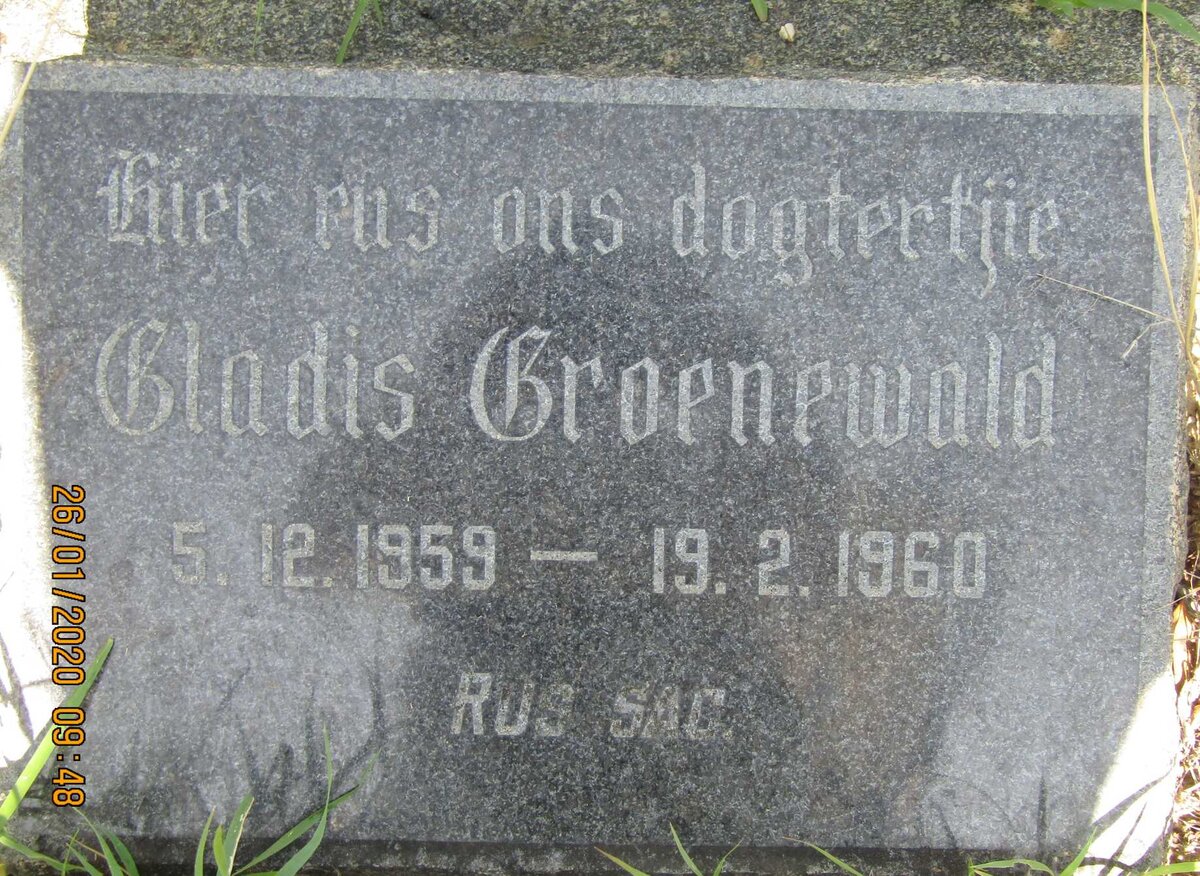 Hier rus ons dogtertjie
Gladis Groenewald
5. 12. 1959 — 19. 2. 1960
RUS SAG.
26/01/2020 09:48